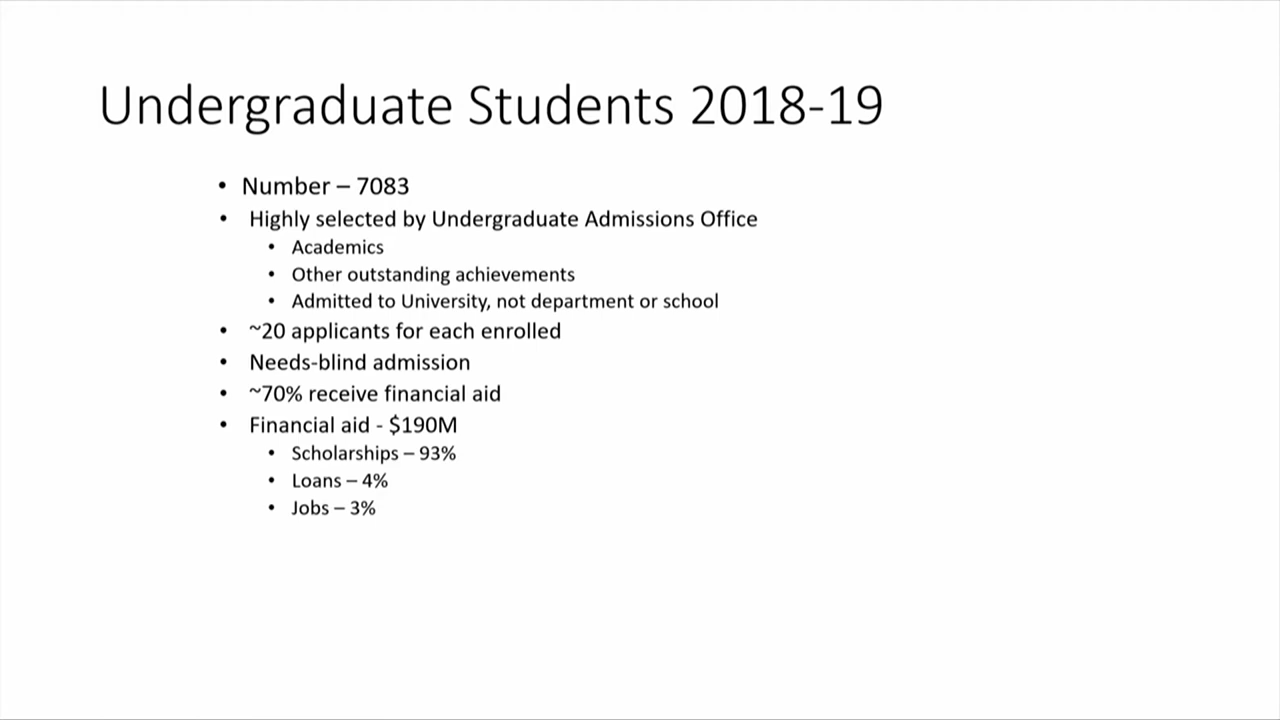 Undergraduate Students 2018-19
• Number – 7083
• Highly selected by Undergraduate Admissions Office
• Academics
• Other outstanding achievements
• Admitted to University, not department or school
• ~20 applicants for each enrolled
• Needs-blind admission
• ~70% receive financial aid
• Financial aid - $190M
• Scholarships – 93%
• Loans – 4%
• Jobs – 3%